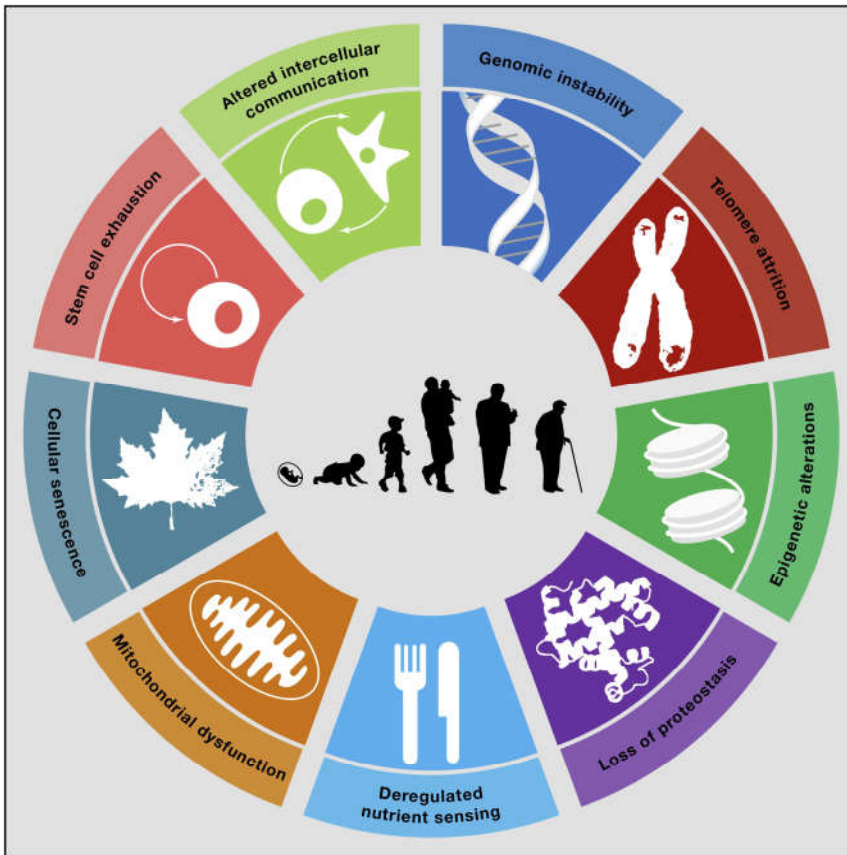 Genomic instability
Telomere attrition
Epigenetic alterations
Loss of proteostasis
Deregulated
nutrient sensing
Mitochondrial dysfunction
Cellular senescence
Stem cell exhaustion
Altered intercellular
communication